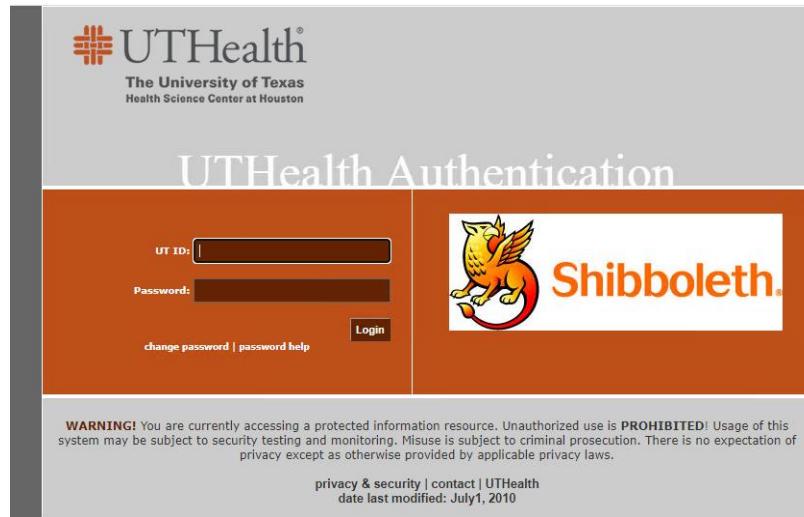 UTHealth®
The University of Texas
Health Science Center at Houston
UTHealth Authentication
UT ID:
Password:
Login
change password | password help
Shibboleth®
WARNING! You are currently accessing a protected information resource. Unauthorized use is PROHIBITED! Usage of this
system may be subject to security testing and monitoring. Misuse is subject to criminal prosecution. There is no expectation of
privacy except as otherwise provided by applicable privacy laws.
privacy & security | contact | UTHealth
date last modified: July1, 2010